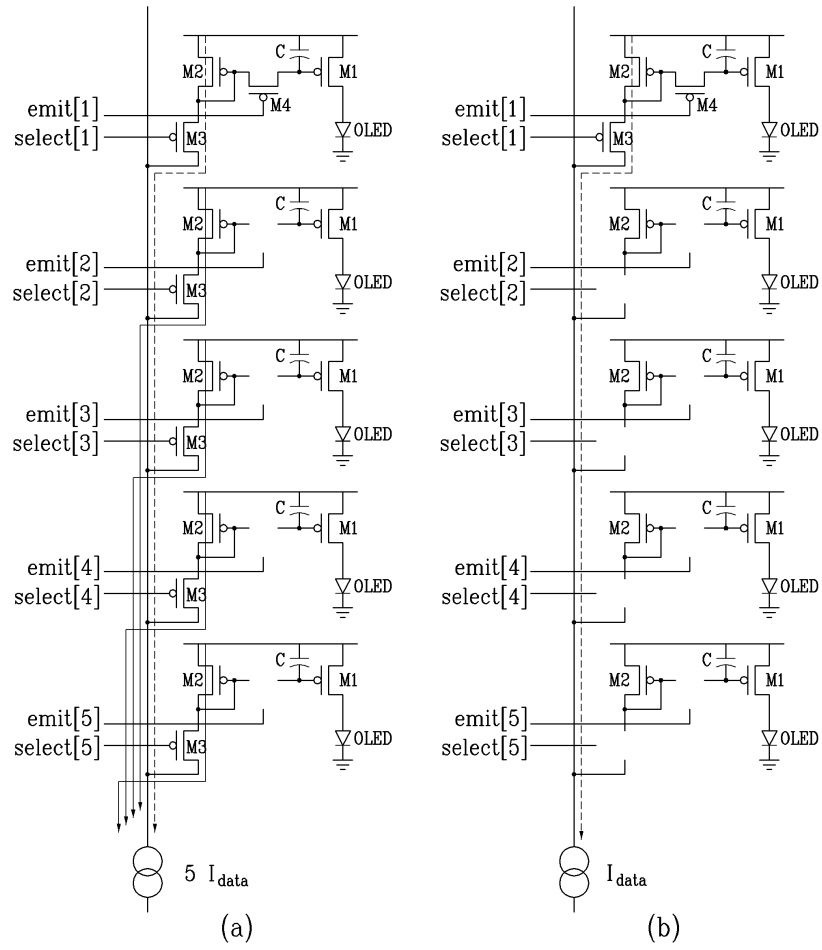 C
M2
M1
emit[1]
M4
OLED
select[1]
M3
C
M2
M1
emit[2]
OLED
select[2]
M3
C
M2
M1
emit[3]
OLED
select[3]
M3
C
M2
M1
emit[4]
OLED
select[4]
M3
C
M2
M1
emit[5]
OLED
select[5]
M3
5 Idata
(a)
C
M2
M1
emit[1]
M4
OLED
select[1]
M3
C
M2
M1
emit[2]
OLED
select[2]
C
M2
M1
emit[3]
OLED
select[3]
C
M2
M1
emit[4]
OLED
select[4]
C
M2
M1
emit[5]
OLED
select[5]
Idata
(b)